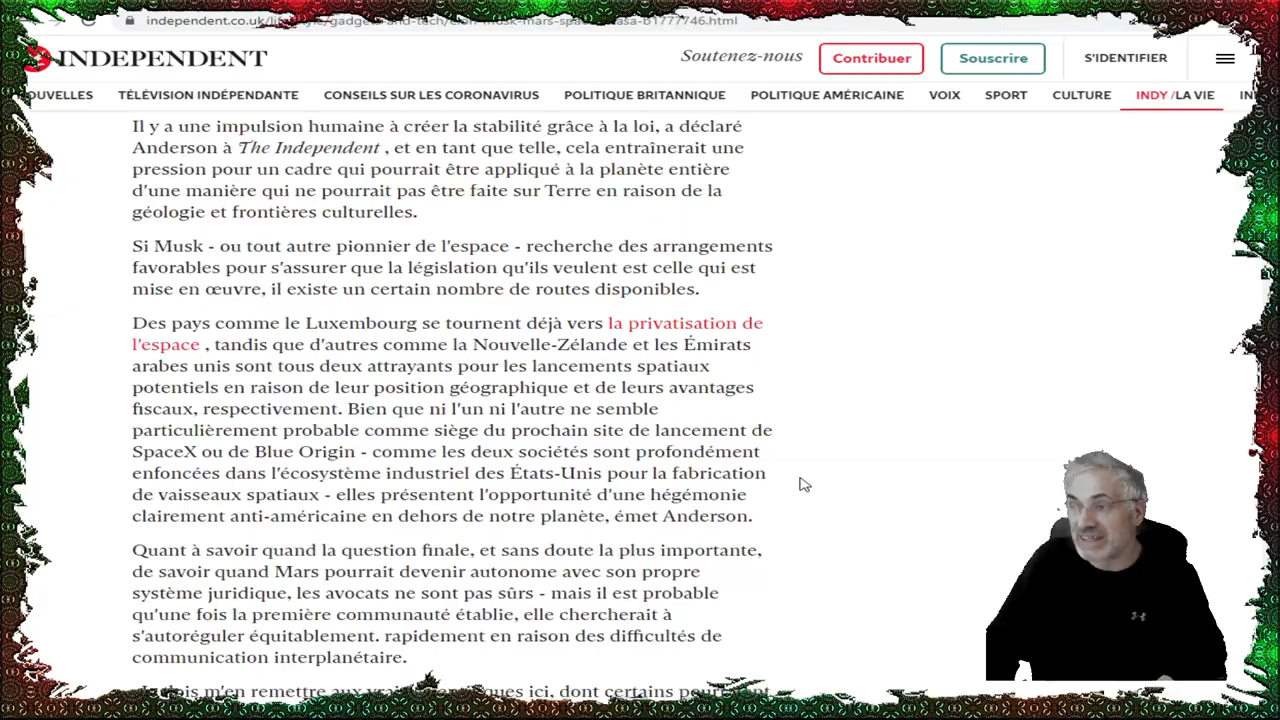 independent.co.uk/
INDEPENDENT
Soutenez-nous
Contribuer
Souscrire
S'IDENTIFIER
OUVELLES
TÉLÉVISION INDÉPENDANTE
CONSEILS SUR LES CORONAVIRUS
POLITIQUE BRITANNIQUE
POLITIQUE AMÉRICAINE
VOIX
SPORT
CULTURE
INDY /LA VIE
Il y a une impulsion humaine à créer la stabilité grâce à la loi, a déclaré
Anderson à The Independent , et en tant que telle, cela entraînerait une
pression pour un cadre qui pourrait être appliqué à la planète entière
d'une manière qui ne pourrait pas être faite sur Terre en raison de la
géologie et frontières culturelles.
Si Musk - ou tout autre pionnier de l'espace - recherche des arrangements
favorables pour s'assurer que la législation qu'ils veulent est celle qui est
mise en œuvre, il existe un certain nombre de routes disponibles.
Des pays comme le Luxembourg se tournent déjà vers la privatisation de
l'espace , tandis que d'autres comme la Nouvelle-Zélande et les Émirats
arabes unis sont tous deux attrayants pour les lancements spatiaux
potentiels en raison de leur position géographique et de leurs avantages
fiscaux, respectivement. Bien que ni l'un ni l'autre ne semble
particulièrement probable comme siège du prochain site de lancement de
SpaceX ou de Blue Origin - comme les deux sociétés sont profondément
enfoncées dans l'écosystème industriel des États-Unis pour la fabrication
de vaisseaux spatiaux - elles présentent l'opportunité d'une hégémonie
clairement anti-américaine en dehors de notre planète, émet Anderson.
Quant à savoir quand la question finale, et sans doute la plus importante,
de savoir quand Mars pourrait devenir autonome avec son propre
système juridique, les avocats ne sont pas sûrs - mais il est probable
qu'une fois la première communauté établie, elle chercherait à
s'autoréguler équitablement. rapidement en raison des difficultés de
communication interplanétaire.
m'en remettre aux ici, dont certains